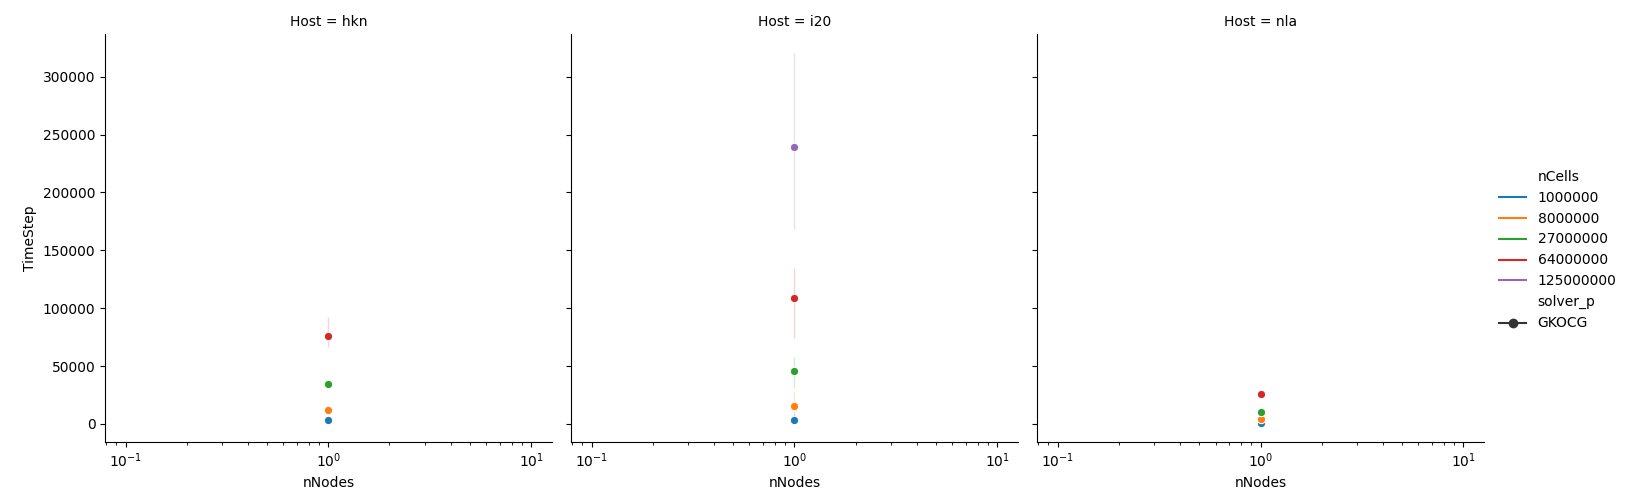 Host = hkn
Host = i20
Host = nla
300000
250000
200000
150000
100000
50000
0
TimeStep
10⁻¹
10⁰
10¹
nNodes
10⁻¹
10⁰
10¹
nNodes
10⁻¹
10⁰
10¹
nNodes
nCells
1000000
8000000
27000000
64000000
125000000
solver_p
GKOCG